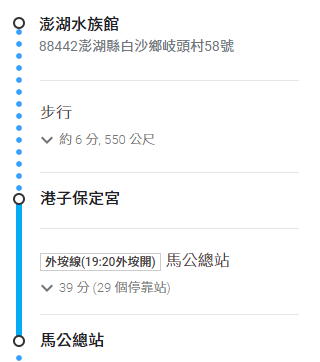 澎湖水族館
88442澎湖縣白沙鄉岐頭村58號
步行
約 6 分, 550 公尺
港子保定宮
外垵線(19:20外垵開) 馬公總站
39 分 (29 個停靠站)
馬公總站